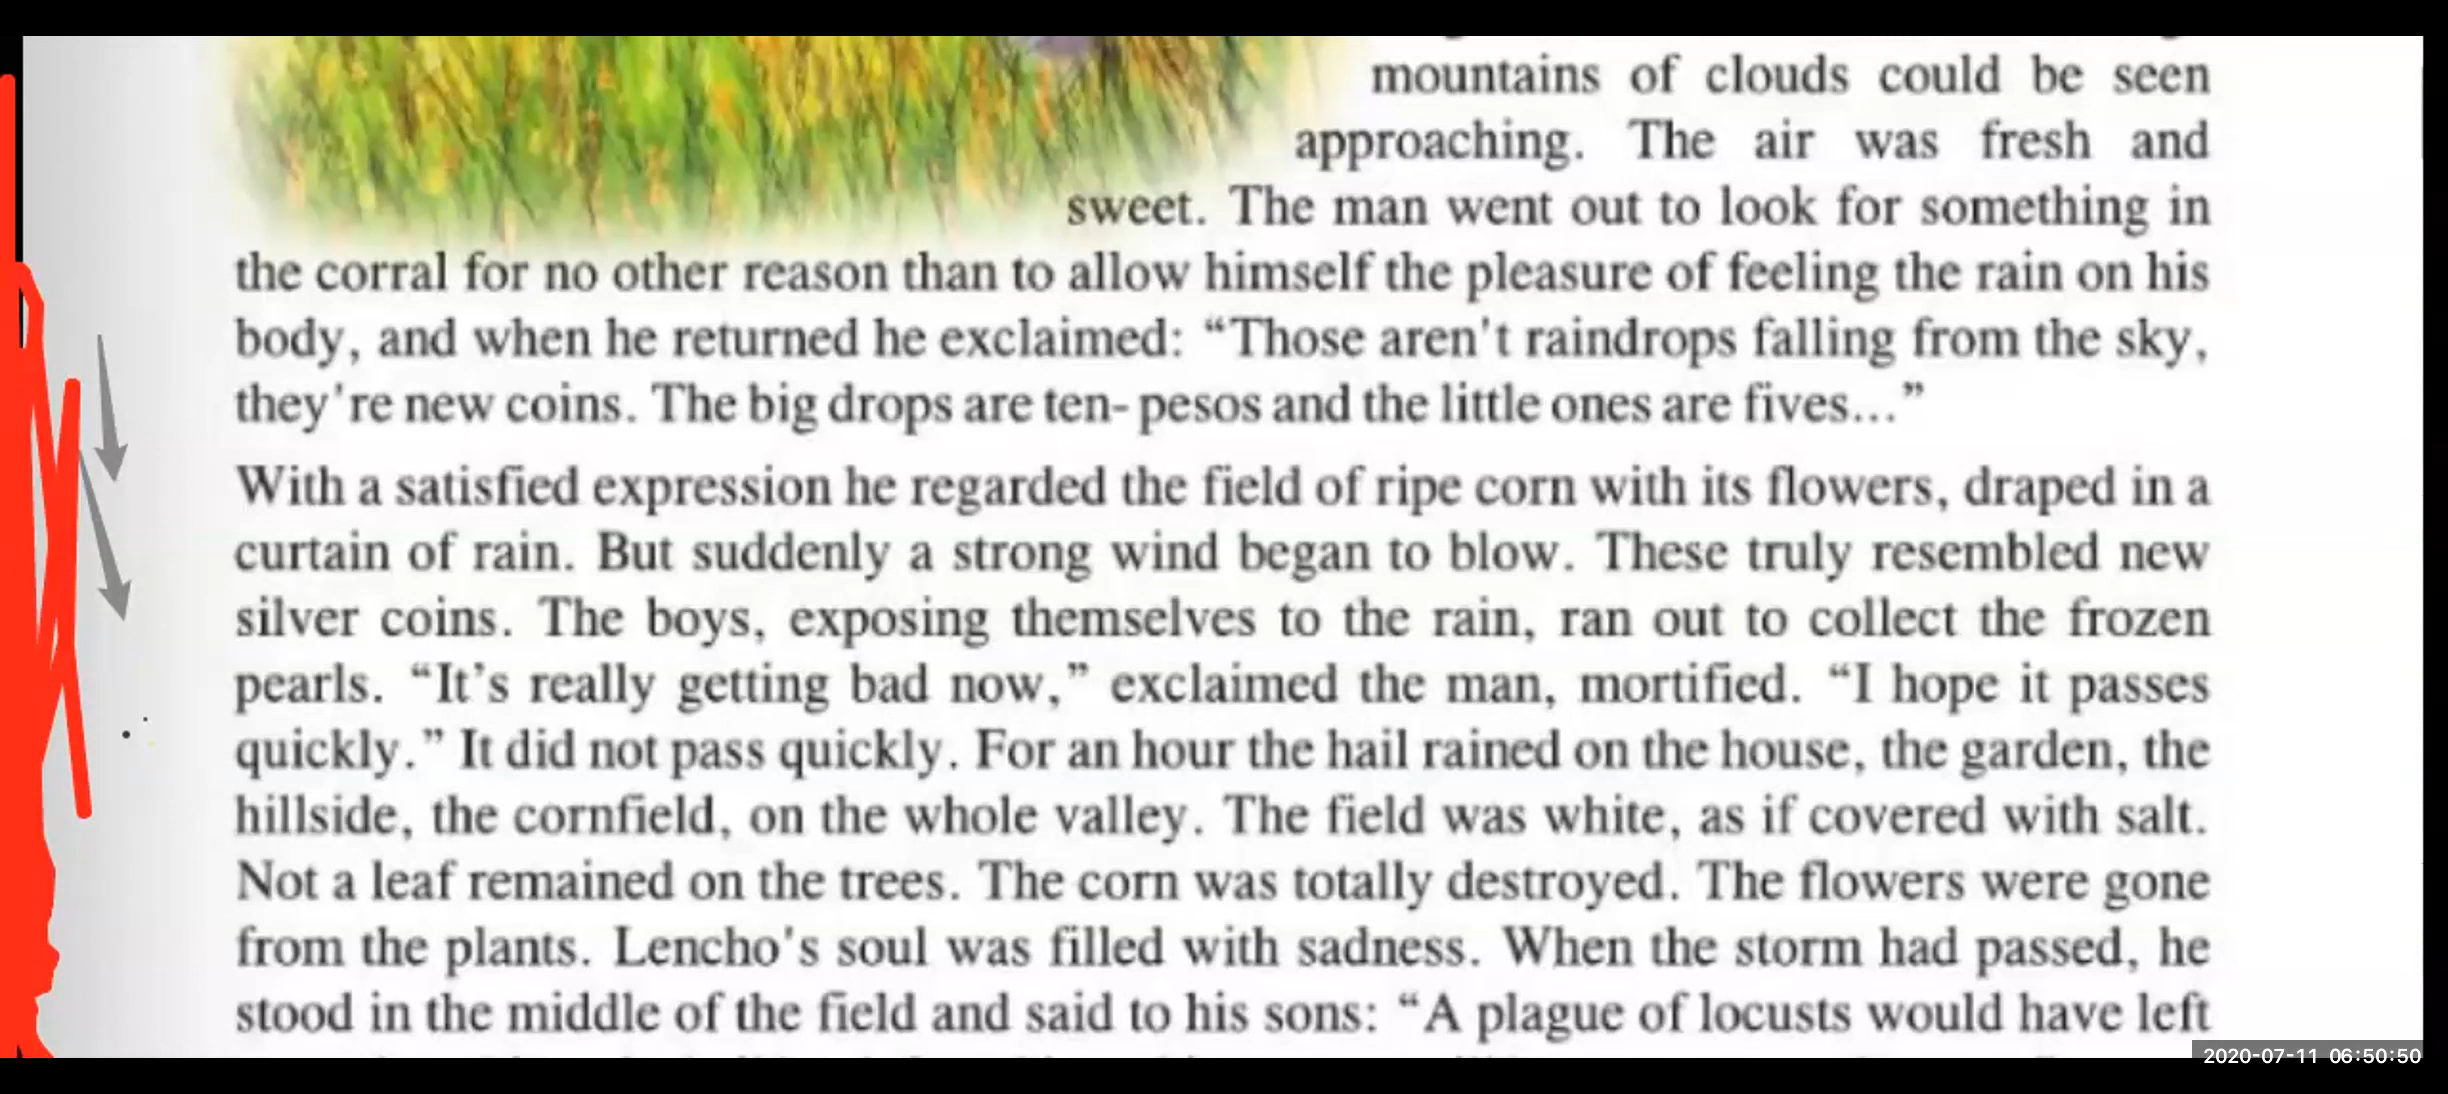 mountains of clouds could be seen
approaching. The air was fresh and
sweet. The man went out to look for something in
the corral for no other reason than to allow himself the pleasure of feeling the rain on his
body, and when he returned he exclaimed: “Those aren't raindrops falling from the sky,
they're new coins. The big drops are ten- pesos and the little ones are fives...”
With a satisfied expression he regarded the field of ripe corn with its flowers, draped in a
curtain of rain. But suddenly a strong wind began to blow. These truly resembled new
silver coins. The boys, exposing themselves to the rain, ran out to collect the frozen
pearls. “It’s really getting bad now,” exclaimed the man, mortified. “I hope it passes
quickly.” It did not pass quickly. For an hour the hail rained on the house, the garden, the
hillside, the cornfield, on the whole valley. The field was white, as if covered with salt.
Not a leaf remained on the trees. The corn was totally destroyed. The flowers were gone
from the plants. Lencho's soul was filled with sadness. When the storm had passed, he
stood in the middle of the field and said to his sons: “A plague of locusts would have left
2020-07-11 06:50:50